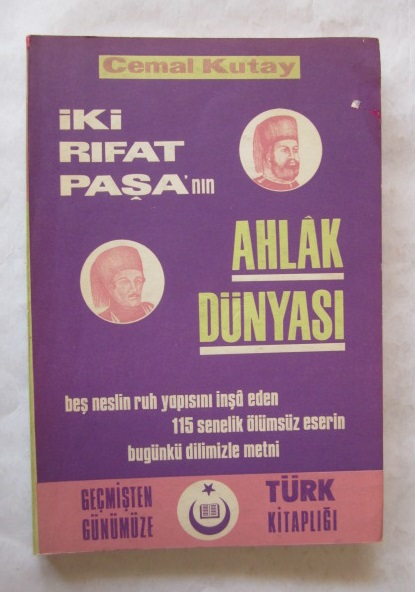 Cemal Kutay
iKi
RIFAT
PAŞA'nın
AHLÂK
DÜNYASI
beş neslin ruh yapısını inşâ eden
115 senelik ölümsüz eserin
bugünkü dilimizle metni
GEÇMİŞTEN
GÜNÜMÜZE
TÜRK
KİTAPLIĞI